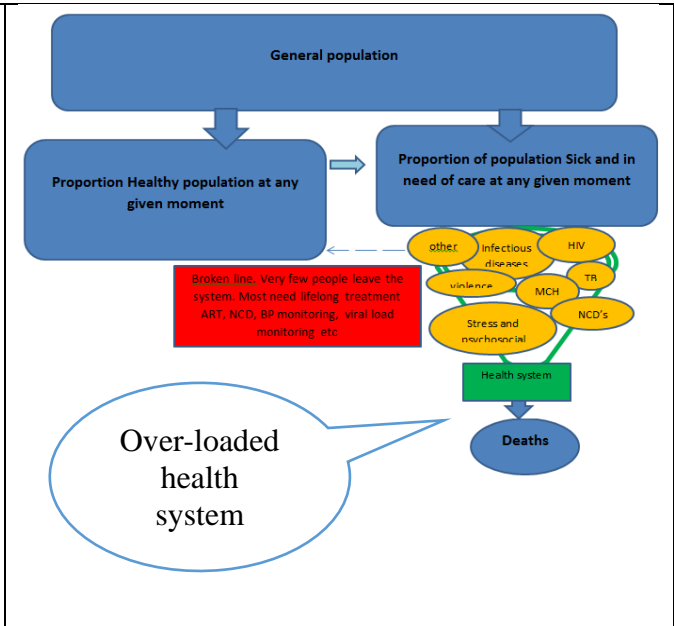 General population
Proportion Healthy population at any
given moment
Proportion of population Sick and in
need of care at any given moment
other
Infectious
diseases
HIV
TB
violence
MCH
NCD's
Stress and
psychosocial
Broken line. Very few people leave the
system. Most need lifelong treatment
ART, NCD, BP monitoring, viral load
monitoring etc
Health system
Deaths
Over-loaded
health
system